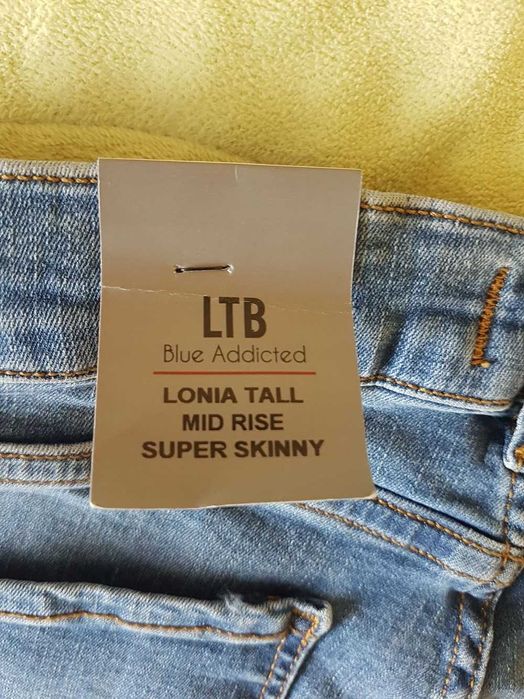 LTB
Blue Addicted
LONIA TALL
MID RISE
SUPER SKINNY